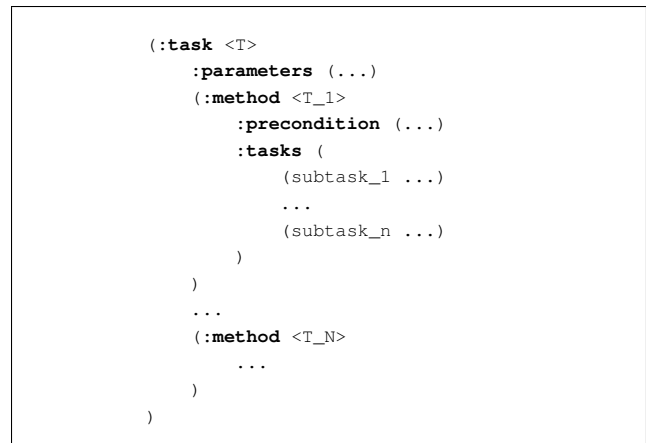 (:task <T>
:parameters (...)
(:method <T_1>
:precondition (...)
:tasks (
(subtask_1 ...)
...
(subtask_n ...)
)
)
...
(:method <T_N>
...
)
)